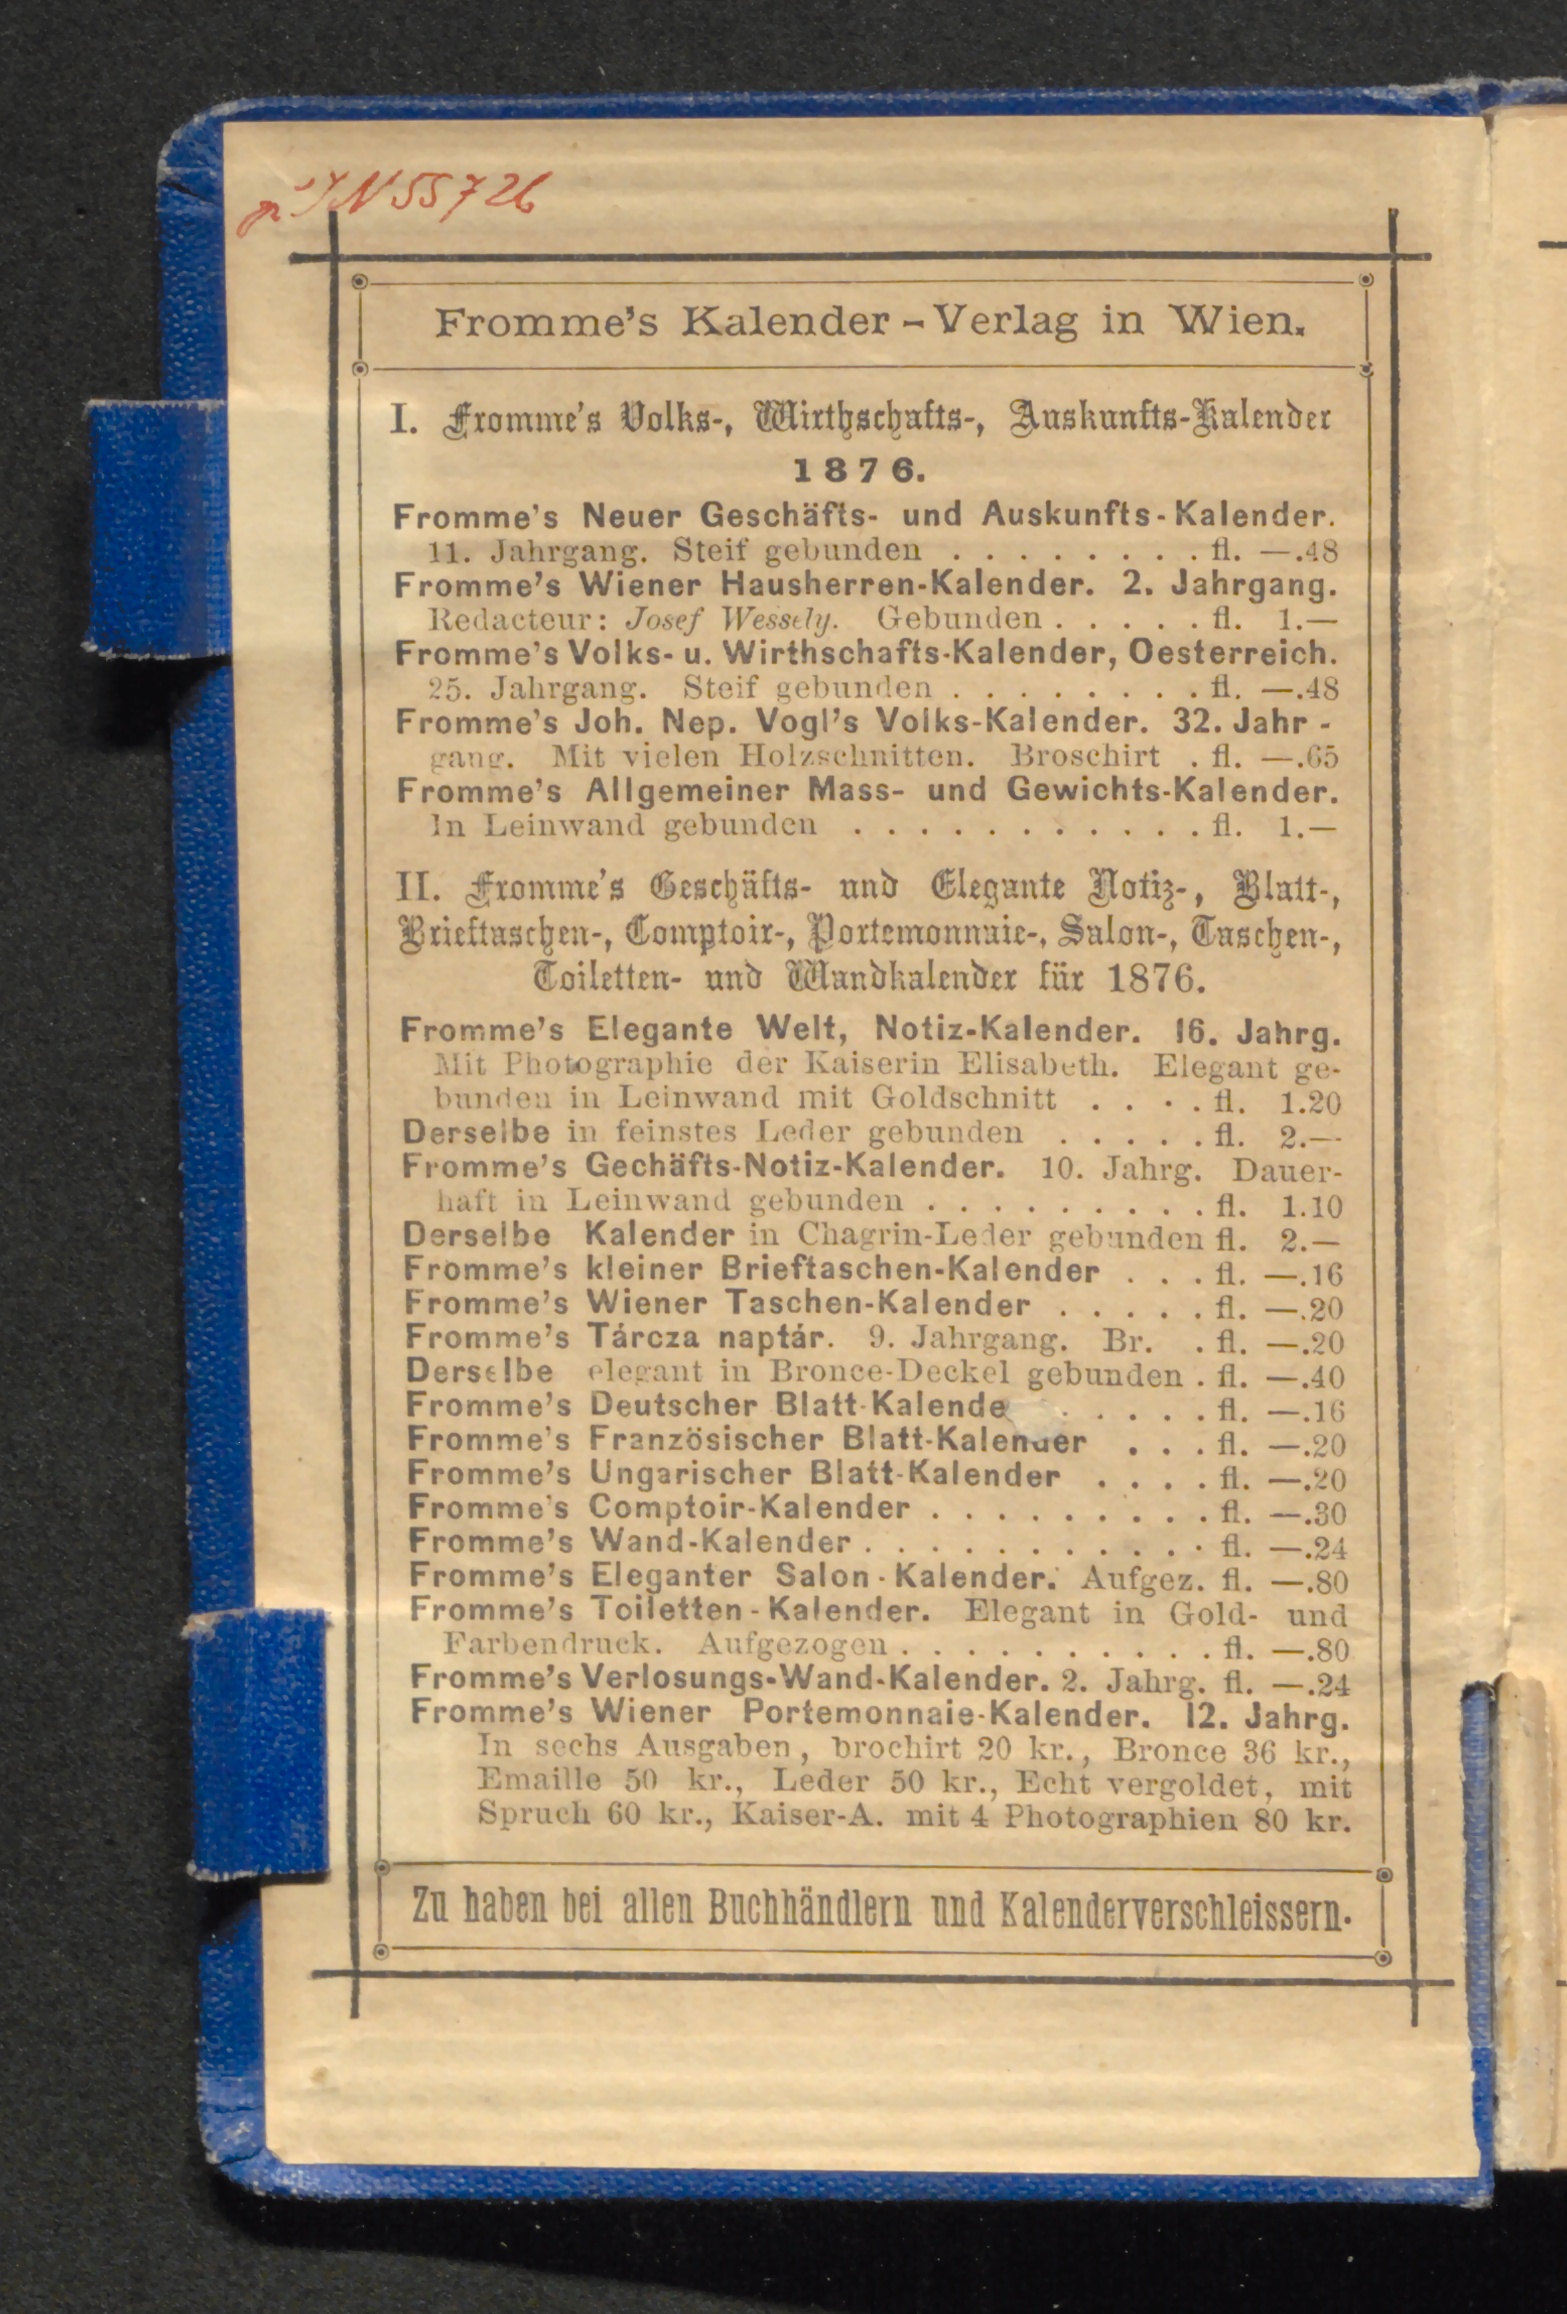 IN 55726
Fromme's Kalender-Verlag in Wien.
I. Fromme's Volks-, Wirthschafts-, Auskunfts-Kalender
1876.
Fromme's Neuer Geschäfts- und Auskunfts-Kalender.
11. Jahrgang. Steif gebunden . . . . . . . . fl. —.48
Fromme's Wiener Hausherren-Kalender. 2. Jahrgang.
Redacteur: Josef Wessely. Gebunden . . . . . fl. 1.—
Fromme's Volks- u. Wirthschafts-Kalender, Oesterreich.
25. Jahrgang. Steif gebunden . . . . . . . . fl. —.48
Fromme's Joh. Nep. Vogl's Volks-Kalender. 32. Jahr-
gang. Mit vielen Holzschnitten. Broschirt . fl. —.65
Fromme's Allgemeiner Mass- und Gewichts-Kalender.
In Leinwand gebunden . . . . . . . . . . . fl. 1.—
II. Fromme's Geschäfts- und Elegante Notiz-, Blatt-,
Brieftaschen-, Comptoir-, Portemonnaie-, Salon-, Taschen-,
Toiletten- und Wandkalender für 1876.
Fromme's Elegante Welt, Notiz-Kalender. 16. Jahrg.
Mit Photographie der Kaiserin Elisabeth. Elegant ge-
bunden in Leinwand mit Goldschnitt . . . . fl. 1.20
Derselbe in feinstes Leder gebunden . . . . . fl. 2.—
Fromme's Gechäfts-Notiz-Kalender. 10. Jahrg. Dauer-
haft in Leinwand gebunden . . . . . . . . . fl. 1.10
Derselbe Kalender in Chagrin-Leder gebunden fl. 2.—
Fromme's kleiner Brieftaschen-Kalender . . . fl. —.16
Fromme's Wiener Taschen-Kalender . . . . . fl. —.20
Fromme's Tárcza naptár. 9. Jahrgang. Br. . fl. —.20
Derselbe elegant in Bronce-Deckel gebunden . fl. —.40
Fromme's Deutscher Blatt-Kalende . . . . . fl. —.16
Fromme's Französischer Blatt-Kalender . . . fl. —.20
Fromme's Ungarischer Blatt-Kalender . . . . fl. —.20
Fromme's Comptoir-Kalender . . . . . . . . . fl. —.30
Fromme's Wand-Kalender . . . . . . . . . . . fl. —.24
Fromme's Eleganter Salon-Kalender. Aufgez. fl. —.80
Fromme's Toiletten-Kalender. Elegant in Gold- und
Farbendruck. Aufgezogen . . . . . . . . . . fl. —.80
Fromme's Verlosungs-Wand-Kalender. 2. Jahrg. fl. —.24
Fromme's Wiener Portemonnaie-Kalender. 12. Jahrg.
In sechs Ausgaben, brochirt 20 kr., Bronce 36 kr.,
Emaille 50 kr., Leder 50 kr., Echt vergoldet, mit
Spruch 60 kr., Kaiser-A. mit 4 Photographien 80 kr.
Zu haben bei allen Buchhändlern und Kalenderverschleissern.